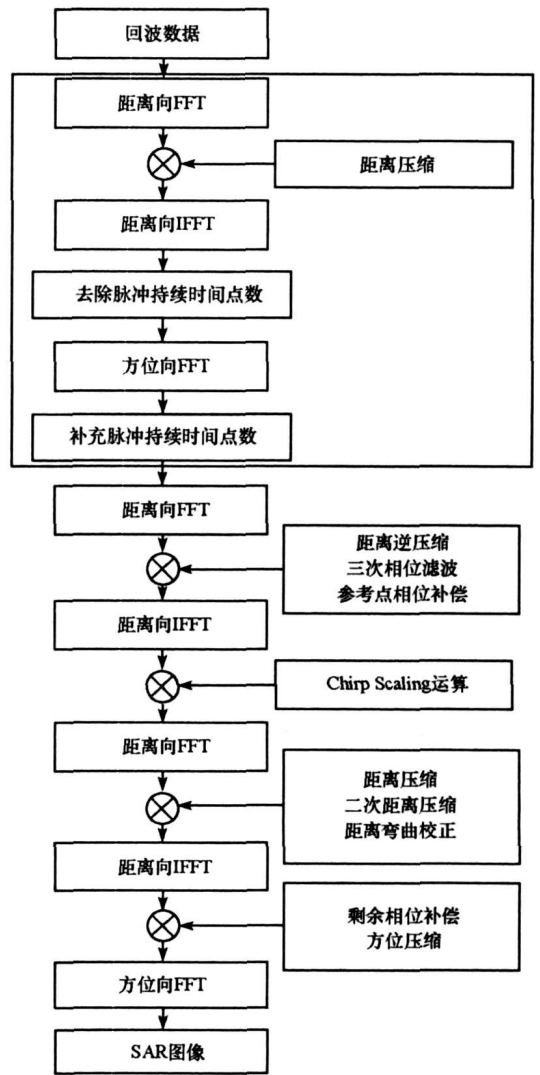 回波数据
距离向FFT
距离压缩
距离向IFFT
去除脉冲持续时间点数
方位向FFT
补充脉冲持续时间点数
距离向FFT
距离逆压缩
三次相位滤波
参考点相位补偿
距离向IFFT
Chirp Scaling运算
距离向FFT
距离压缩
二次距离压缩
距离弯曲校正
距离向IFFT
剩余相位补偿
方位压缩
方位向FFT
SAR图像